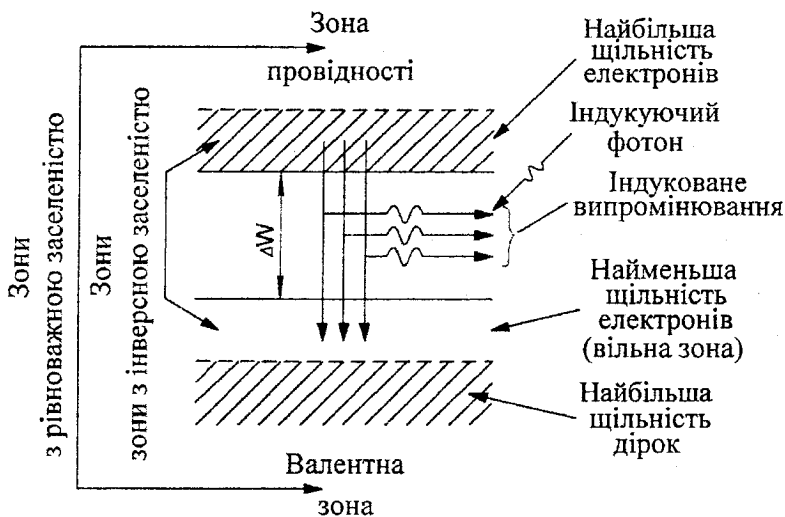 Зона
провідності
Найбільша
щільність
електронів
Індукуючий
фотон
Індуковане
випромінювання
Найменьша
щільність
електронів
(вільна зона)
Найбільша
щільність
дірок
Валентна
зона
ΔW
Зони
з рівноважною заселеністю
Зони
зони з інверсною заселеністю